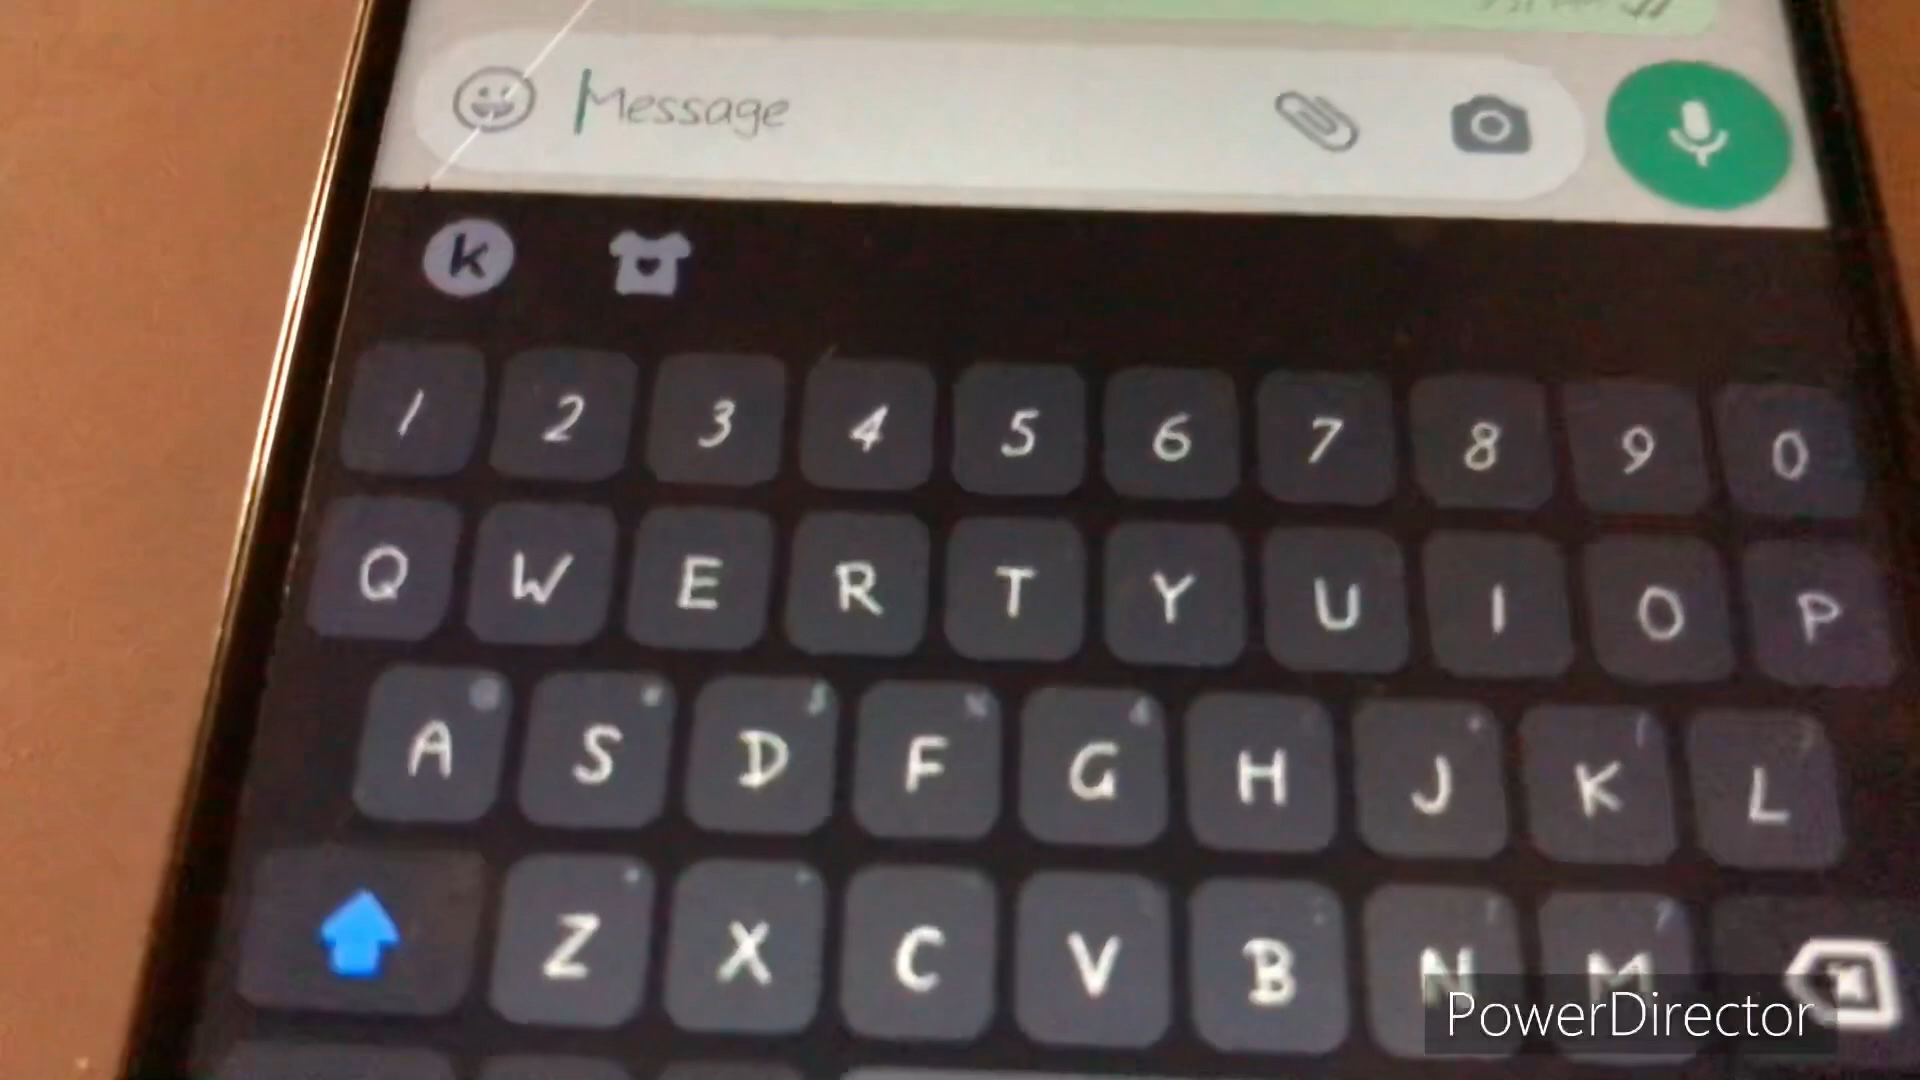 Message
k
1 2 3 4 5 6 7 8 9 0
Q W E R T Y U I O P
A S D F G H J K L
Z X C V B N M
PowerDirector